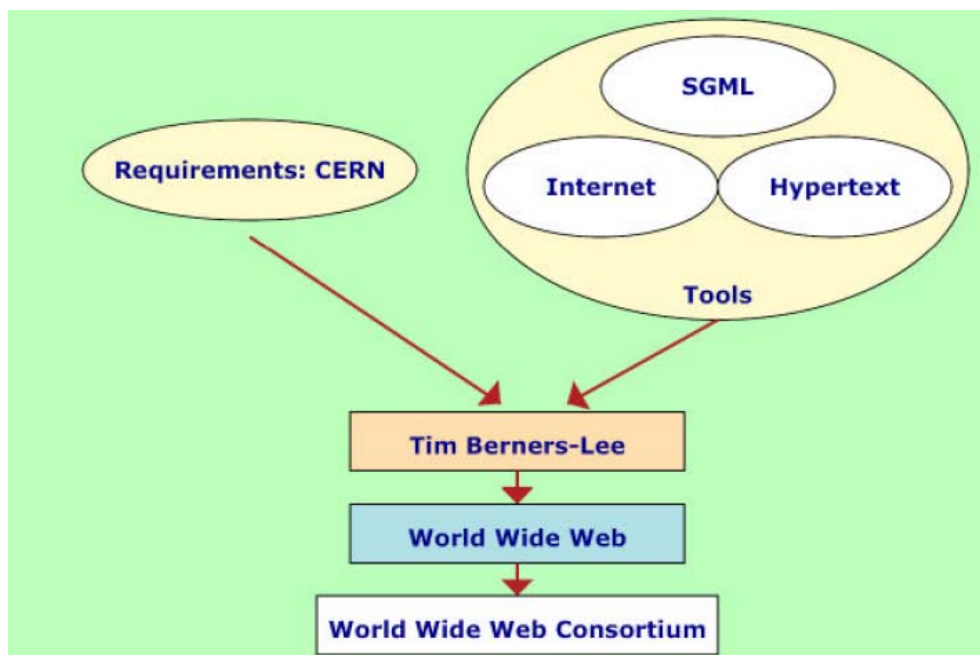 SGML
Requirements: CERN
Internet
Hypertext
Tools
Tim Berners-Lee
World Wide Web
World Wide Web Consortium